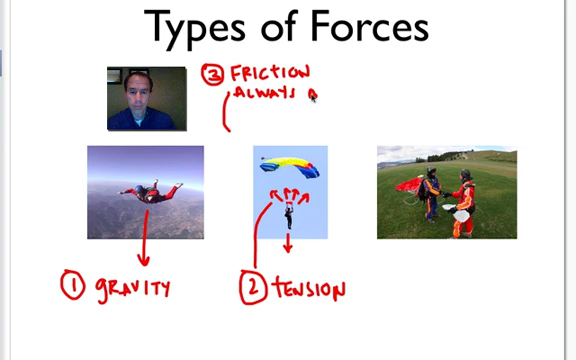 Types of Forces
③ FRICTION
ALWAYS
① gRAVITY
② tENSION